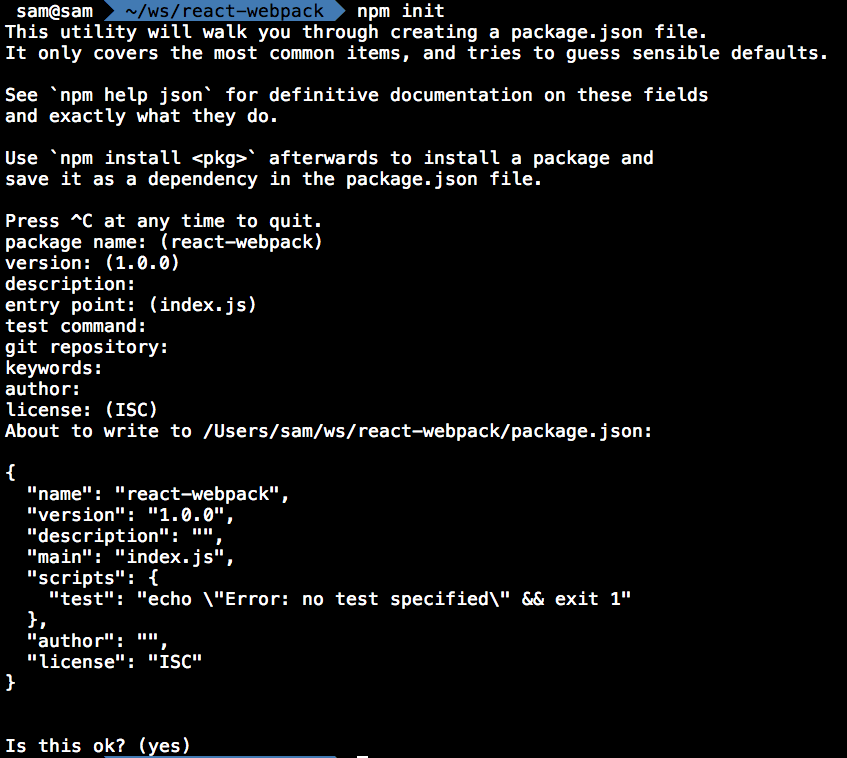 sam@sam ~/ws/react-webpack npm init
This utility will walk you through creating a package.json file.
It only covers the most common items, and tries to guess sensible defaults.
See `npm help json` for definitive documentation on these fields
and exactly what they do.
Use `npm install <pkg>` afterwards to install a package and
save it as a dependency in the package.json file.
Press ^C at any time to quit.
package name: (react-webpack)
version: (1.0.0)
description:
entry point: (index.js)
test command:
git repository:
keywords:
author:
license: (ISC)
About to write to /Users/sam/ws/react-webpack/package.json:
{
  "name": "react-webpack",
  "version": "1.0.0",
  "description": "",
  "main": "index.js",
  "scripts": {
    "test": "echo \"Error: no test specified\" && exit 1"
  },
  "author": "",
  "license": "ISC"
}
Is this ok? (yes)